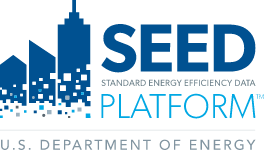 SEED
STANDARD ENERGY EFFICIENCY DATA
PLATFORM™
U.S. DEPARTMENT OF ENERGY